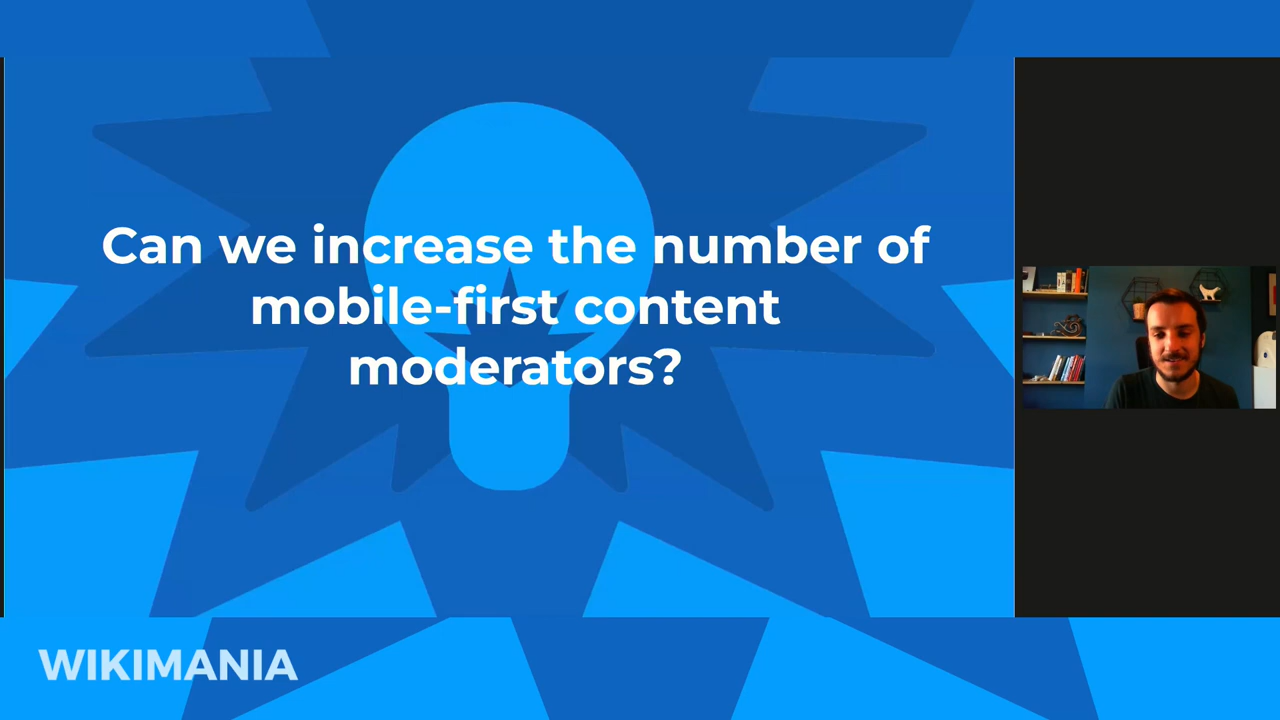 Can we increase the number of
mobile-first content
moderators?
WIKIMANIA